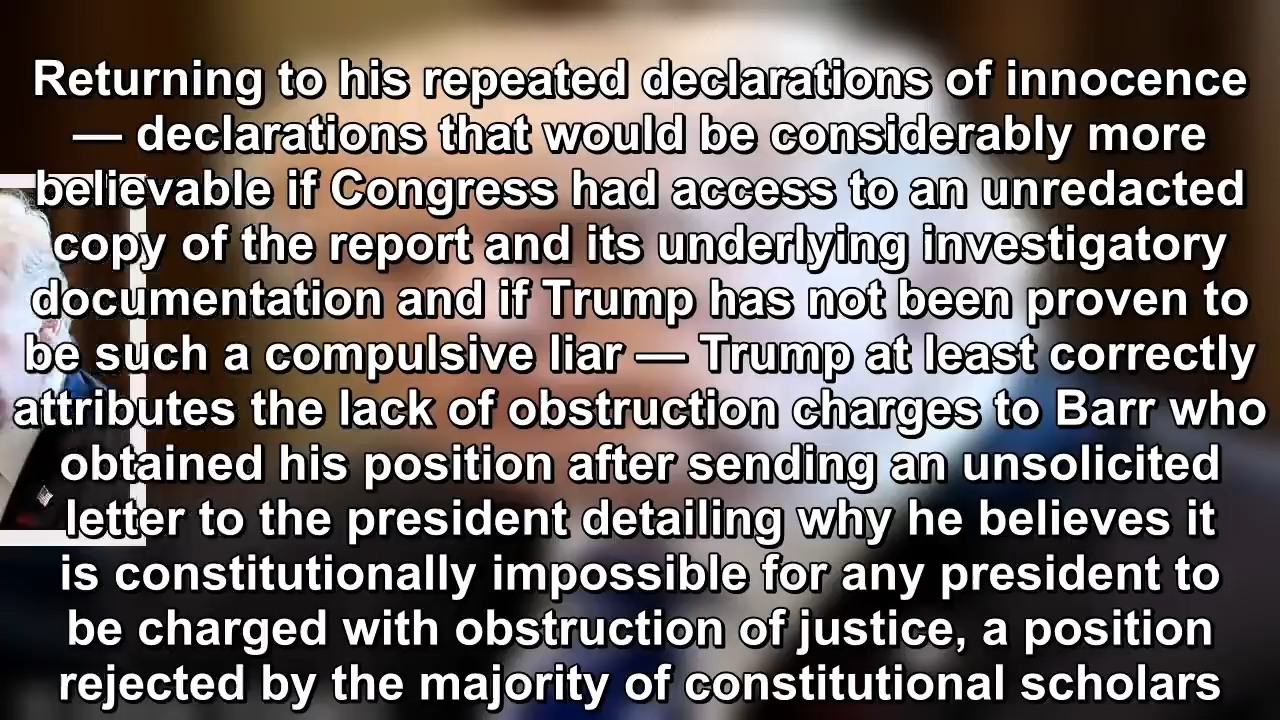 Returning to his repeated declarations of innocence
— declarations that would be considerably more
believable if Congress had access to an unredacted
copy of the report and its underlying investigatory
documentation and if Trump has not been proven to
be such a compulsive liar — Trump at least correctly
attributes the lack of obstruction charges to Barr who
obtained his position after sending an unsolicited
letter to the president detailing why he believes it
is constitutionally impossible for any president to
be charged with obstruction of justice, a position
rejected by the majority of constitutional scholars